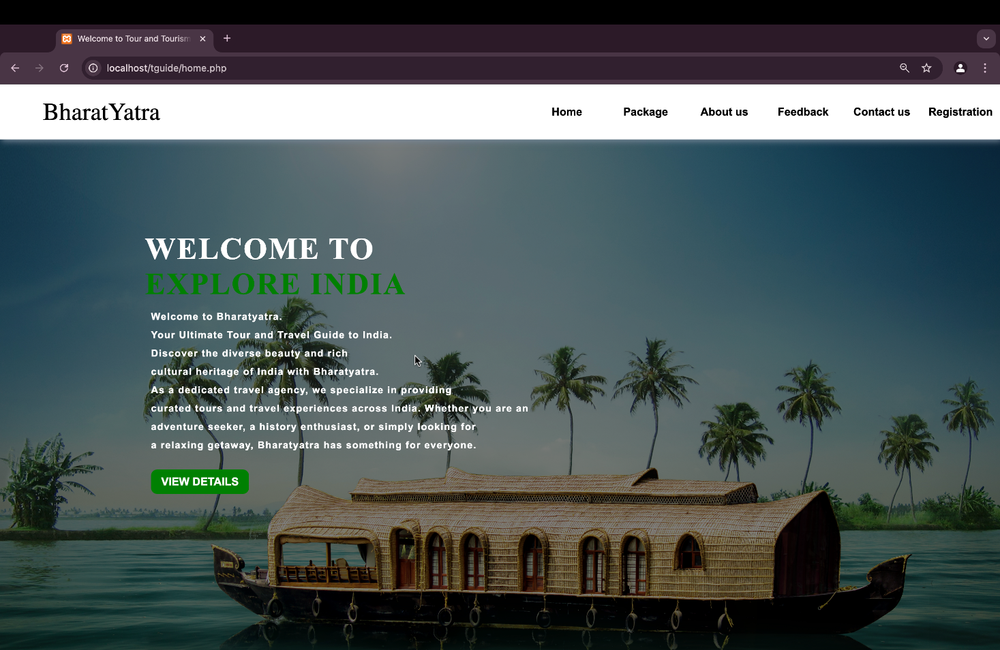 Welcome to Tour and Tourism
localhost/tguide/home.php
BharatYatra
Home Package About us Feedback Contact us Registration
WELCOME TO
EXPLORE INDIA
Welcome to Bharatyatra.
Your Ultimate Tour and Travel Guide to India.
Discover the diverse beauty and rich
cultural heritage of India with Bharatyatra.
As a dedicated travel agency, we specialize in providing
curated tours and travel experiences across India. Whether you are an
adventure seeker, a history enthusiast, or simply looking for
a relaxing getaway, Bharatyatra has something for everyone.
VIEW DETAILS